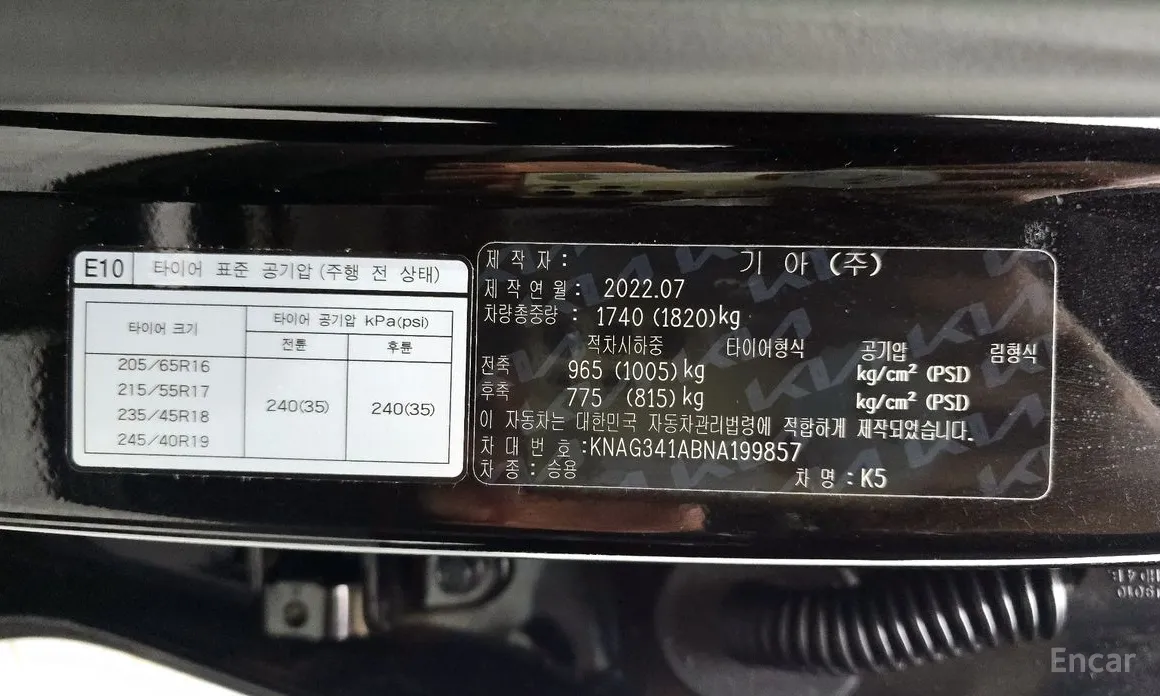 E10 타이어 표준 공기압 (주행 전 상태)
타이어 크기 타이어 공기압 kPa(psi)
전륜 후륜
205/65R16
215/55R17
235/45R18
245/40R19
240(35) 240(35)
제 작 자 : 기 아 (주)
제 작 연 월 : 2022.07
차량총중량 : 1740 (1820)kg
적차시하중 타이어형식 공기압 림형식
전축 965 (1005) kg kg/cm² (PSI)
후축 775 (815) kg kg/cm² (PSI)
이 자동차는 대한민국 자동차관리법령에 적합하게 제작되었습니다.
차 대 번 호 :KNAG341ABNA199857
차 종 : 승용 차 명 : K5
Encar